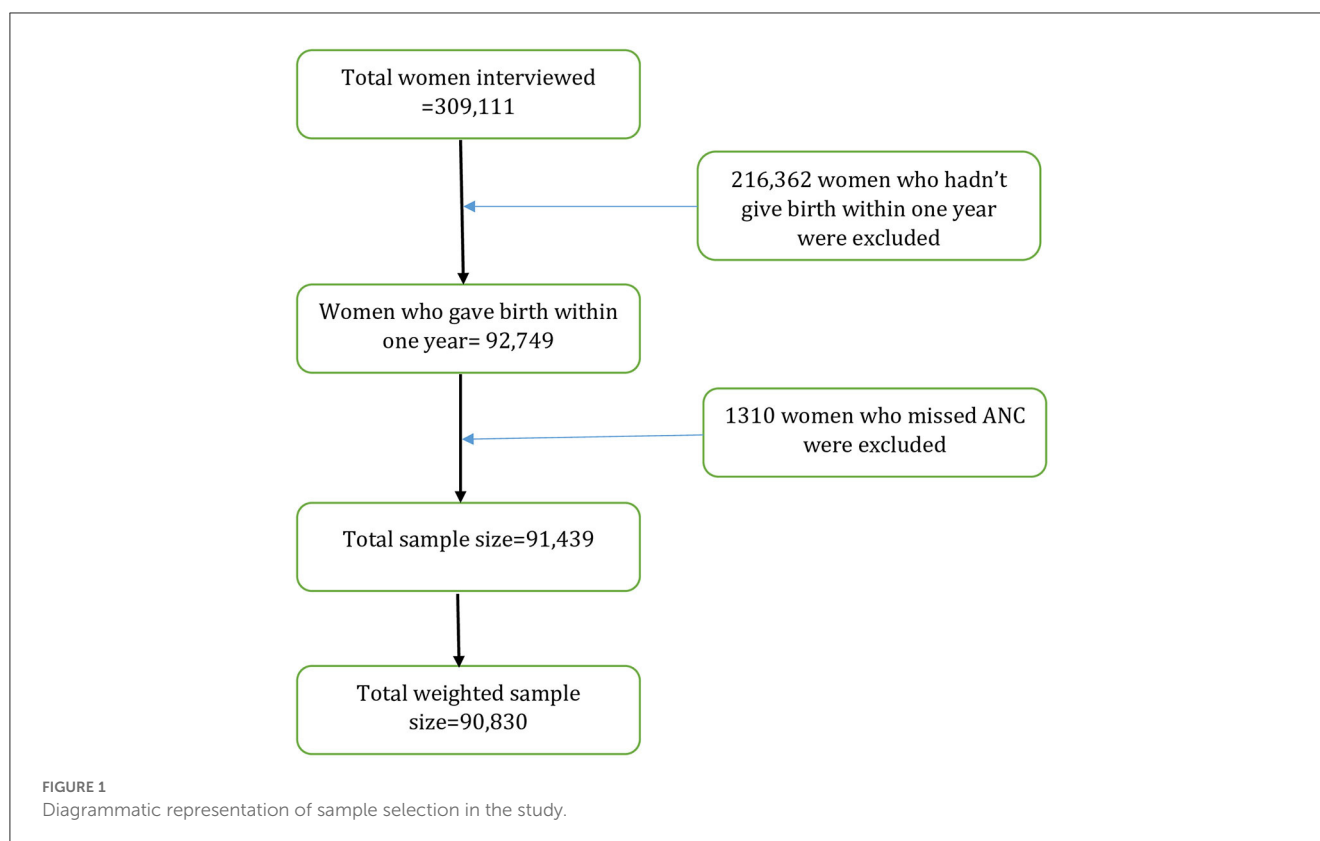 Total women interviewed
=309,111
216,362 women who hadn't
give birth within one year
were excluded
Women who gave birth within
one year= 92,749
1310 women who missed ANC
were excluded
Total sample size=91,439
Total weighted sample
size=90,830
FIGURE 1
Diagrammatic representation of sample selection in the study.